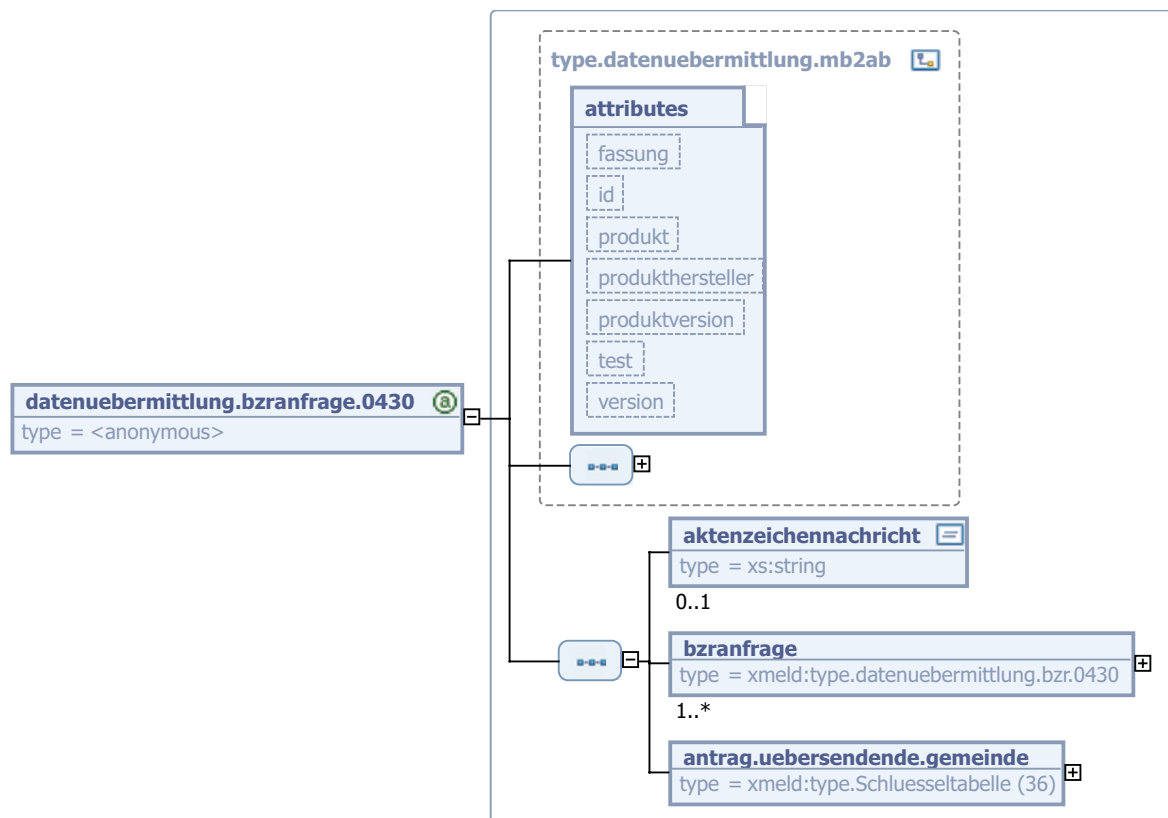 type.datenuebermittlung.mb2ab
attributes
fassung
id
produkt
produkthersteller
produktversion
test
version
datenuebermittlung.bzranfrage.0430
type = <anonymous>
aktenzeichennachricht
type = xs:string
0..1
bzranfrage
type = xmeld:type.datenuebermittlung.bzr.0430
1..*
antrag.uebersendende.gemeinde
type = xmeld:type.Schluesseltabelle (36)